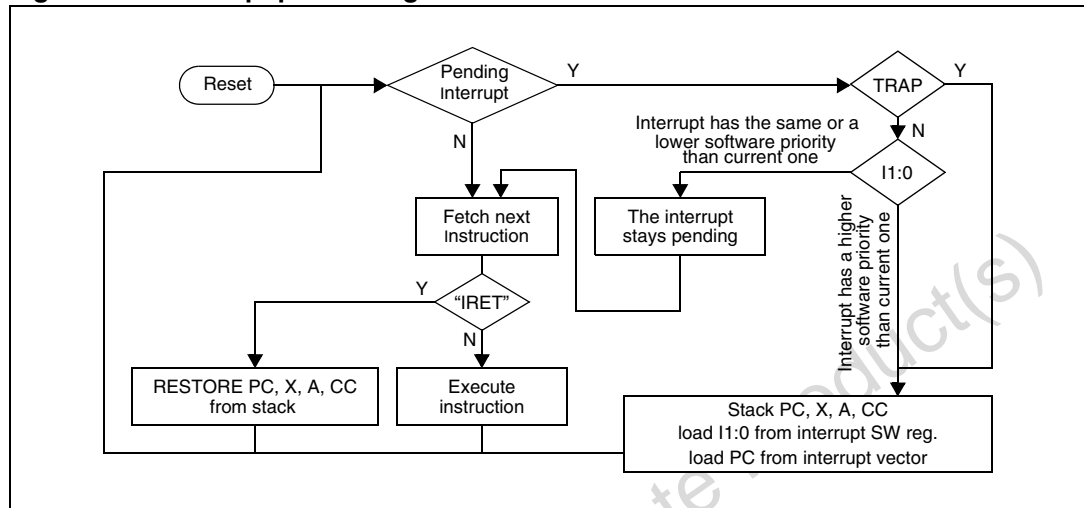 Reset
Pending
Interrupt
Y
TRAP
Y
N
N
Interrupt has the same or a
lower software priority
than current one
I1:0
Fetch next
Instruction
The interrupt
stays pending
Interrupt has a higher
software priority
than current one
Y
"IRET"
N
RESTORE PC, X, A, CC
from stack
Execute
instruction
Stack PC, X, A, CC
load I1:0 from interrupt SW reg.
load PC from interrupt vector